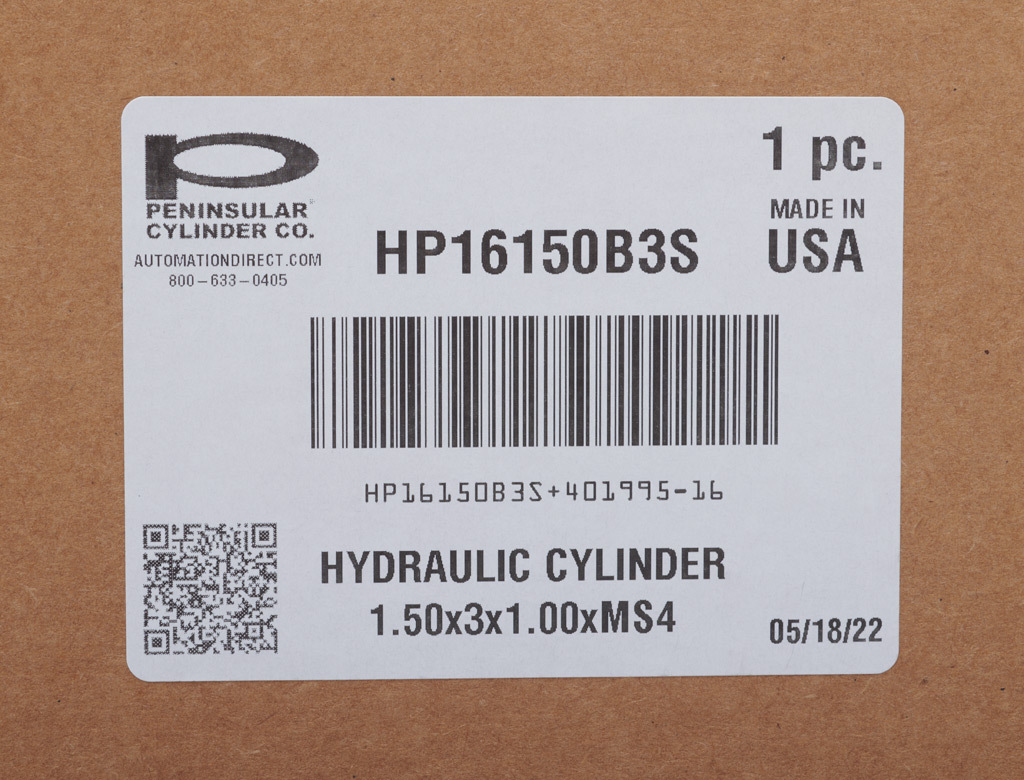 PENINSULAR
CYLINDER CO.
AUTOMATIONDIRECT.COM
800-633-0405
HP16150B3S
1 pc.
MADE IN
USA
HP16150B3S+401995-16
HYDRAULIC CYLINDER
1.50x3x1.00xMS4
05/18/22